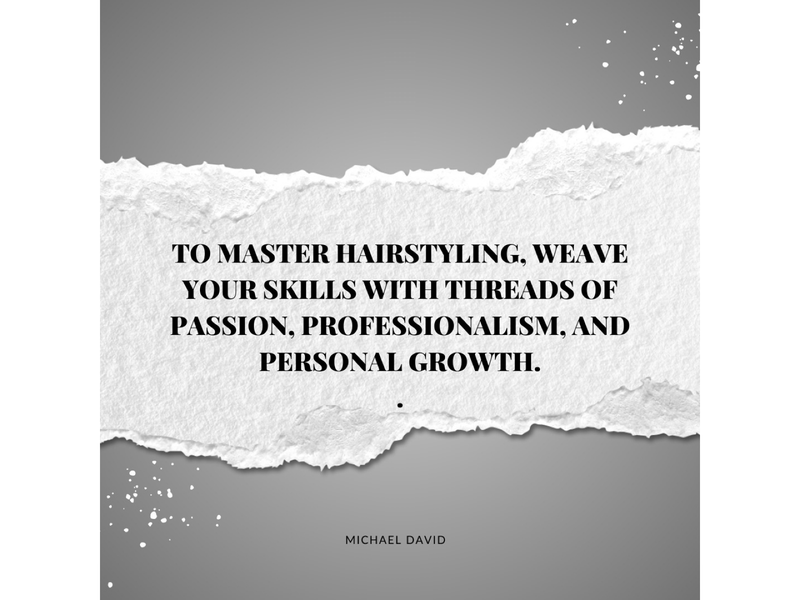 TO MASTER HAIRSTYLING, WEAVE
YOUR SKILLS WITH THREADS OF
PASSION, PROFESSIONALISM, AND
PERSONAL GROWTH.
.
MICHAEL DAVID